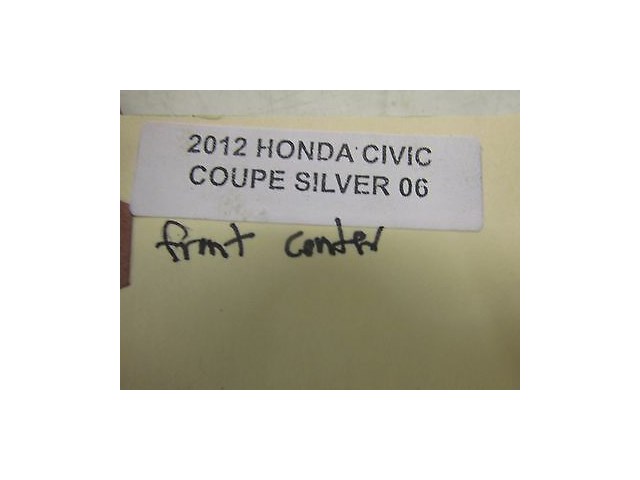 2012 HONDA CIVIC
COUPE SILVER 06
front center